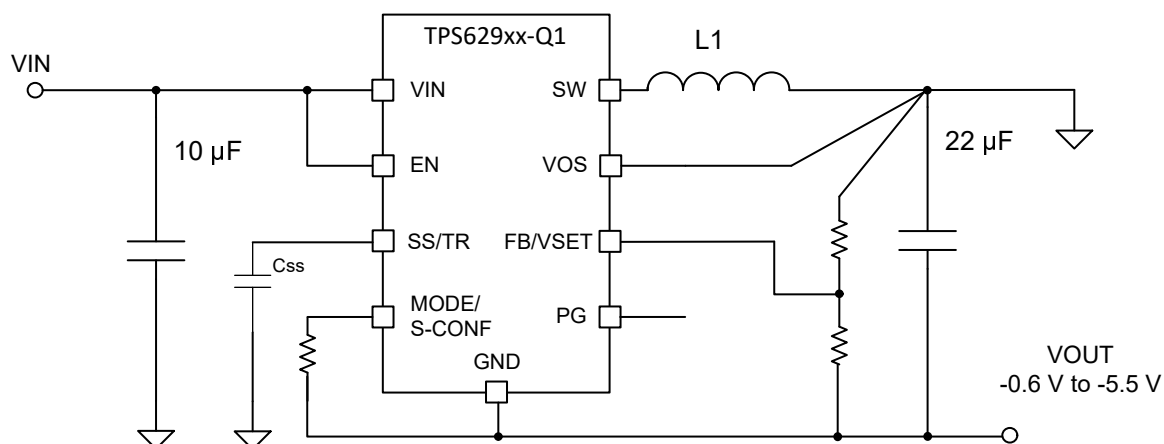 TPS629xx-Q1
VIN
L1
VIN
SW
10 µF
22 µF
EN
VOS
SS/TR
FB/VSET
Css
MODE/
S-CONF
PG
GND
VOUT
-0.6 V to -5.5 V